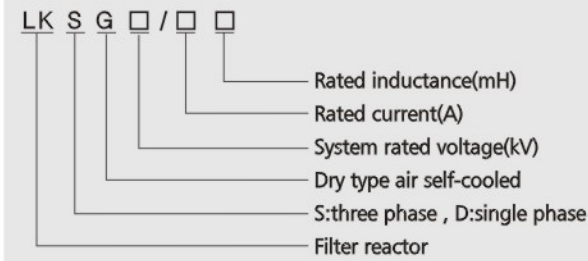 LK S G □ / □ □
Rated inductance(mH)
Rated current(A)
System rated voltage(kV)
Dry type air self-cooled
S:three phase , D:single phase
Filter reactor